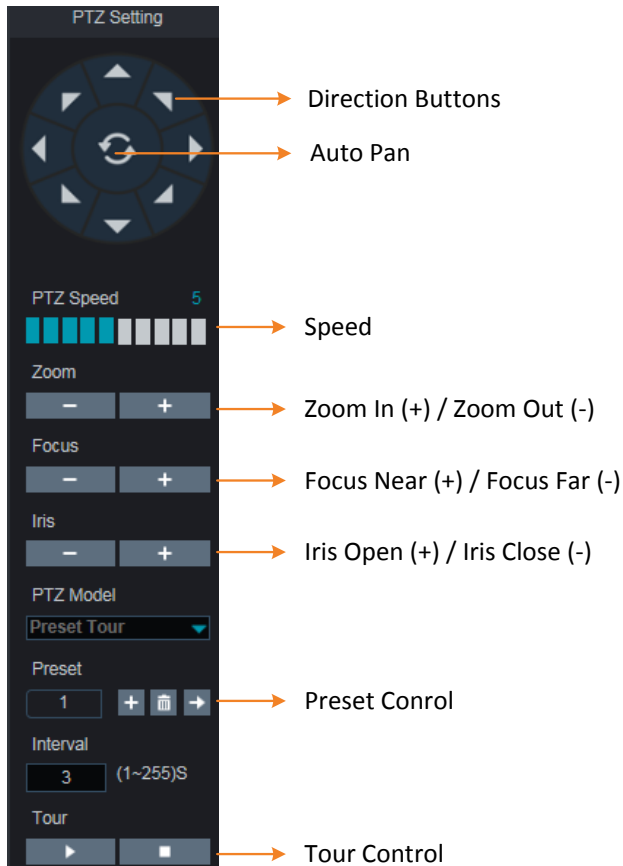 PTZ Setting
Direction Buttons
Auto Pan
PTZ Speed 5
Speed
Zoom
− +
Zoom In (+) / Zoom Out (-)
Focus
− +
Focus Near (+) / Focus Far (-)
Iris
− +
Iris Open (+) / Iris Close (-)
PTZ Model
Preset Tour
Preset
1 +
Preset Conrol
Interval
3 (1~255)S
Tour
Tour Control